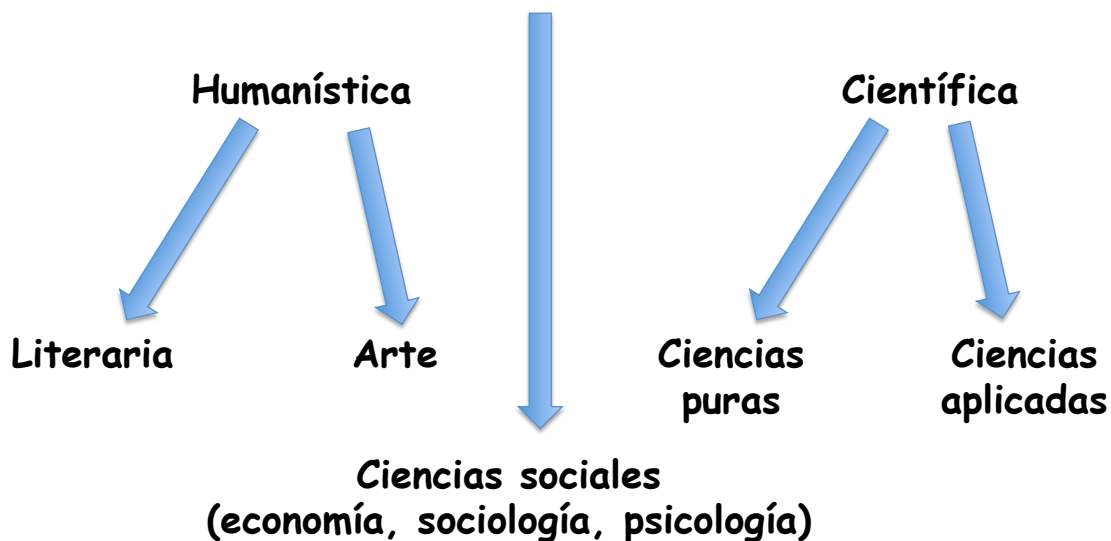 Humanística
Científica
Literaria
Arte
Ciencias
puras
Ciencias
aplicadas
Ciencias sociales
(economía, sociología, psicología)